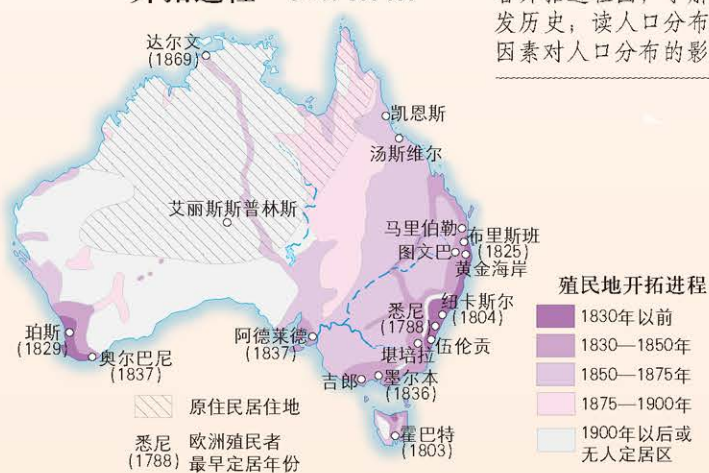 发历史；读人口分布
因素对人口分布的影
达尔文
(1869)
凯恩斯
汤斯维尔
艾丽斯斯普林斯
马里伯勒
布里斯班
(1825)
图文巴
黄金海岸
纽卡斯尔
(1804)
悉尼
(1788)
伍伦贡
堪培拉
珀斯
(1829)
奥尔巴尼
(1837)
阿德莱德
(1837)
吉朗
墨尔本
(1836)
霍巴特
(1803)
原住民居住地
悉尼
(1788)
欧洲殖民者
最早定居年份
殖民地开拓进程
1830年以前
1830—1850年
1850—1875年
1875—1900年
1900年以后或
无人定居区